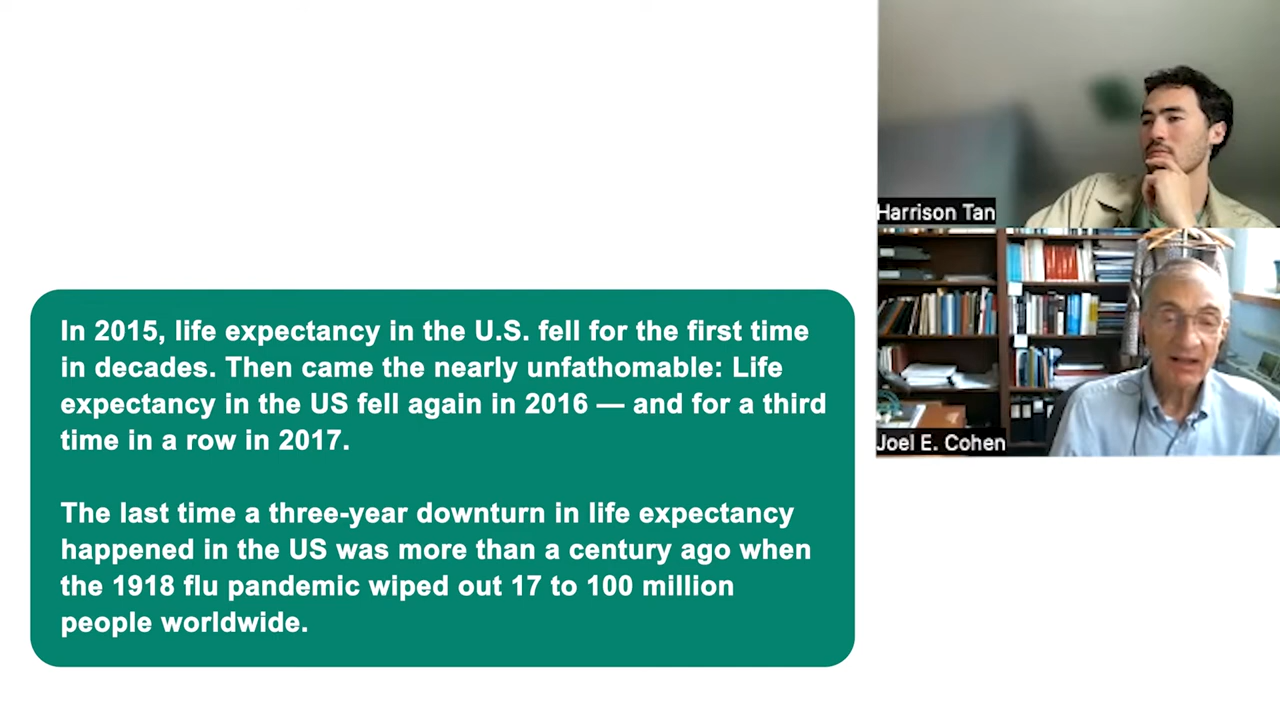 In 2015, life expectancy in the U.S. fell for the first time
in decades. Then came the nearly unfathomable: Life
expectancy in the US fell again in 2016 — and for a third
time in a row in 2017.
The last time a three-year downturn in life expectancy
happened in the US was more than a century ago when
the 1918 flu pandemic wiped out 17 to 100 million
people worldwide.
Harrison Tan
Joel E. Cohen